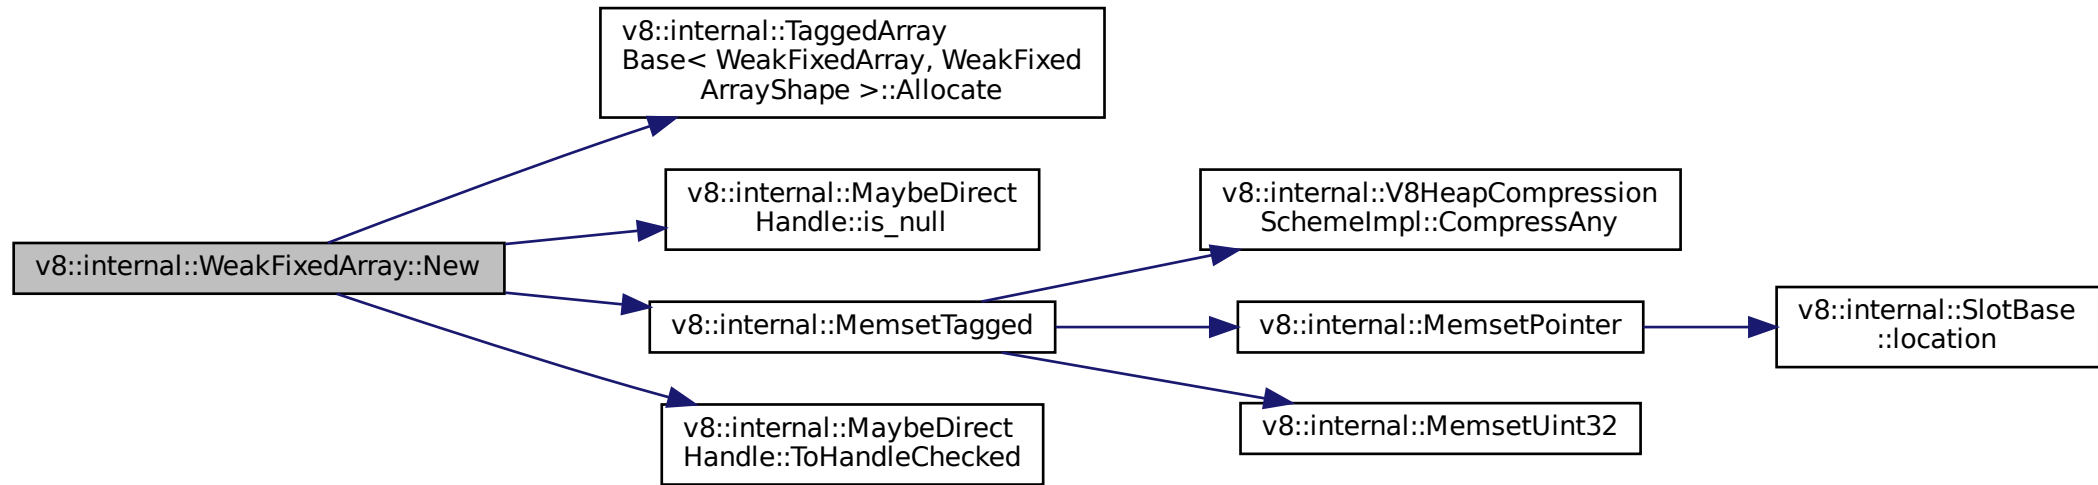 v8::internal::TaggedArray
Base< WeakFixedArray, WeakFixed
ArrayShape >::Allocate
v8::internal::MaybeDirect
Handle::is_null
v8::internal::V8HeapCompression
SchemeImpl::CompressAny
v8::internal::WeakFixedArray::New
v8::internal::MemsetTagged
v8::internal::MemsetPointer
v8::internal::SlotBase
::location
v8::internal::MaybeDirect
Handle::ToHandleChecked
v8::internal::MemsetUint32